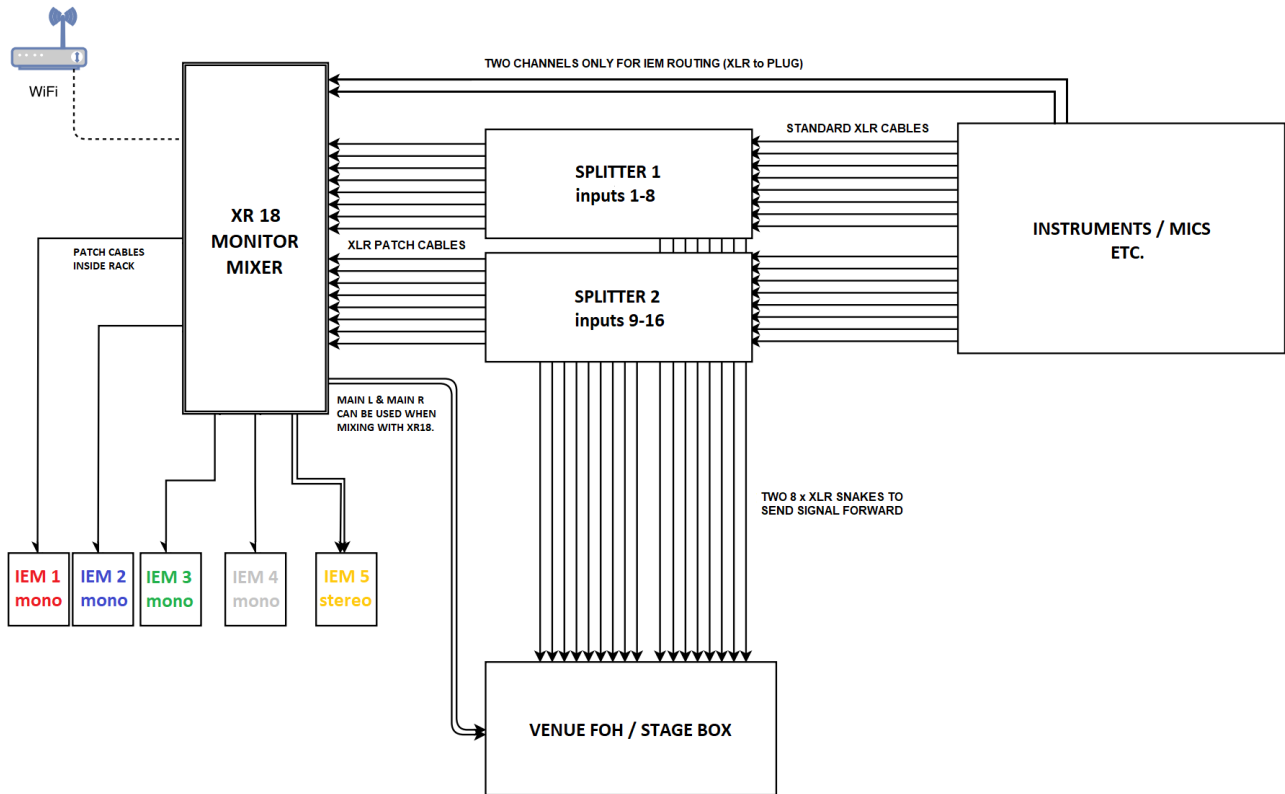 WiFi
TWO CHANNELS ONLY FOR IEM ROUTING (XLR to PLUG)
STANDARD XLR CABLES
XR 18
MONITOR
MIXER
SPLITTER 1
inputs 1-8
INSTRUMENTS / MICS
ETC.
PATCH CABLES
INSIDE RACK
XLR PATCH CABLES
SPLITTER 2
inputs 9-16
MAIN L & MAIN R
CAN BE USED WHEN
MIXING WITH XR18.
TWO 8 x XLR SNAKES TO
SEND SIGNAL FORWARD
IEM 1
mono
IEM 2
mono
IEM 3
mono
IEM 4
mono
IEM 5
stereo
VENUE FOH / STAGE BOX